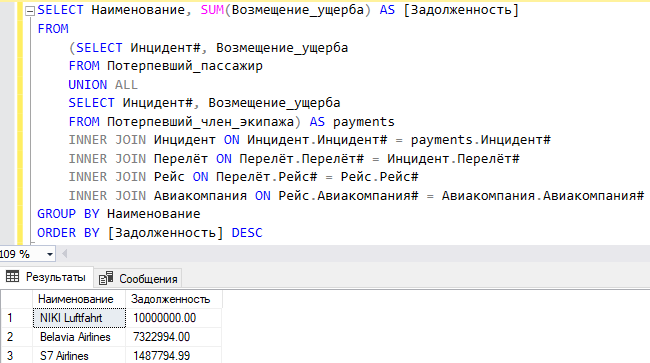 SELECT Наименование, SUM(Возмещение_ущерба) AS [Задолженность]
FROM
(SELECT Инцидент#, Возмещение_ущерба
FROM Потерпевший_пассажир
UNION ALL
SELECT Инцидент#, Возмещение_ущерба
FROM Потерпевший_член_экипажа) AS payments
INNER JOIN Инцидент ON Инцидент.Инцидент# = payments.Инцидент#
INNER JOIN Перелёт ON Перелёт.Перелёт# = Инцидент.Перелёт#
INNER JOIN Рейс ON Перелёт.Рейс# = Рейс.Рейс#
INNER JOIN Авиакомпания ON Рейс.Авиакомпания# = Авиакомпания.Авиакомпания#
GROUP BY Наименование
ORDER BY [Задолженность] DESC
109 %
Результаты Сообщения
Наименование Задолженность
1 NIKI Luftfahrt 10000000.00
2 Belavia Airlines 7322994.00
3 S7 Airlines 1487794.99